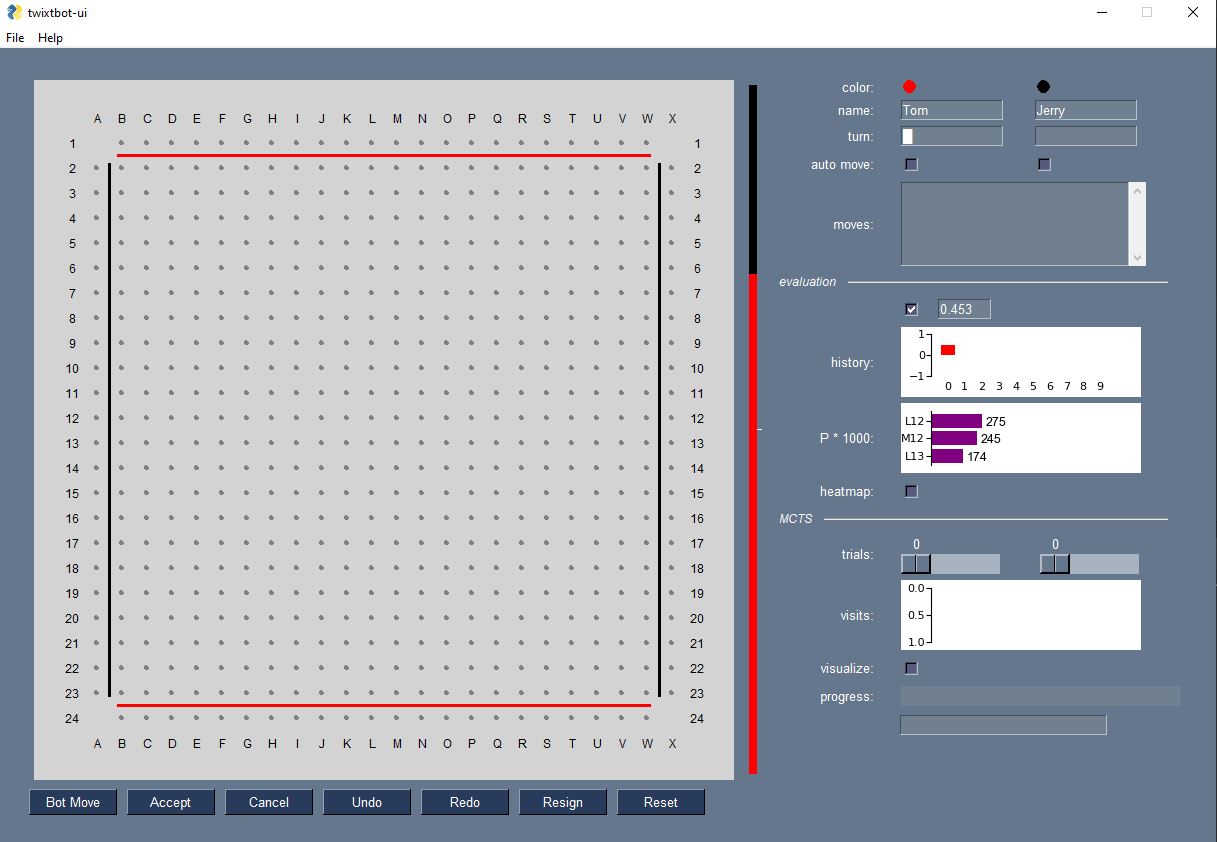 twixtbot-ui
File Help
A B C D E F G H I J K L M N O P Q R S T U V W X
1 1
2 2
3 3
4 4
5 5
6 6
7 7
8 8
9 9
10 10
11 11
12 12
13 13
14 14
15 15
16 16
17 17
18 18
19 19
20 20
21 21
22 22
23 23
24 24
A B C D E F G H I J K L M N O P Q R S T U V W X
Bot Move Accept Cancel Undo Redo Resign Reset
color:
name: Tom Jerry
turn:
auto move:
moves:
evaluation
0.453
history:
1
0
−1
0 1 2 3 4 5 6 7 8 9
P * 1000:
L12 275
M12 245
L13 174
heatmap:
MCTS
trials: 0 0
visits:
0.0
0.5
1.0
visualize:
progress: